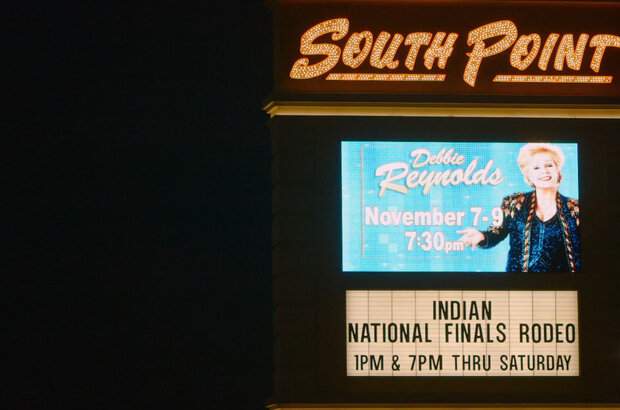 SOUTH POINT
Debbie
Reynolds
November 7-9
7:30pm
INDIAN
NATIONAL FINALS RODEO
1PM & 7PM THRU SATURDAY